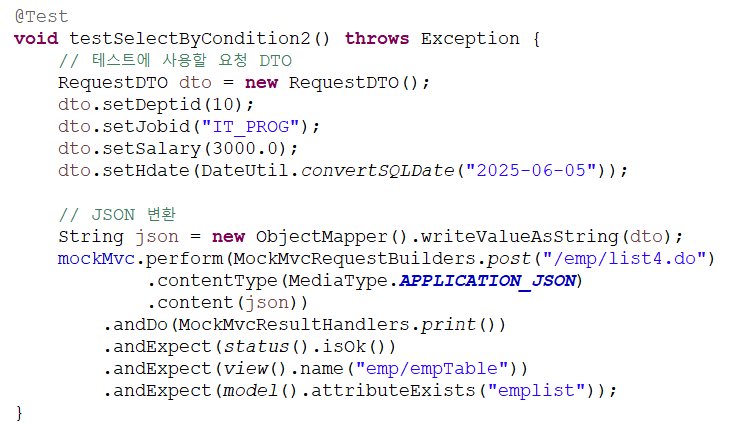 @Test
void testSelectByCondition2() throws Exception {
    // 테스트에 사용할 요청 DTO
    RequestDTO dto = new RequestDTO();
    dto.setDeptid(10);
    dto.setJobid("IT_PROG");
    dto.setSalary(3000.0);
    dto.setHdate(DateUtil.convertSQLDate("2025-06-05"));

    // JSON 변환
    String json = new ObjectMapper().writeValueAsString(dto);
    mockMvc.perform(MockMvcRequestBuilders.post("/emp/list4.do")
            .contentType(MediaType.APPLICATION_JSON)
            .content(json))
        .andDo(MockMvcResultHandlers.print())
        .andExpect(status().isOk())
        .andExpect(view().name("emp/empTable"))
        .andExpect(model().attributeExists("emplist"));
}